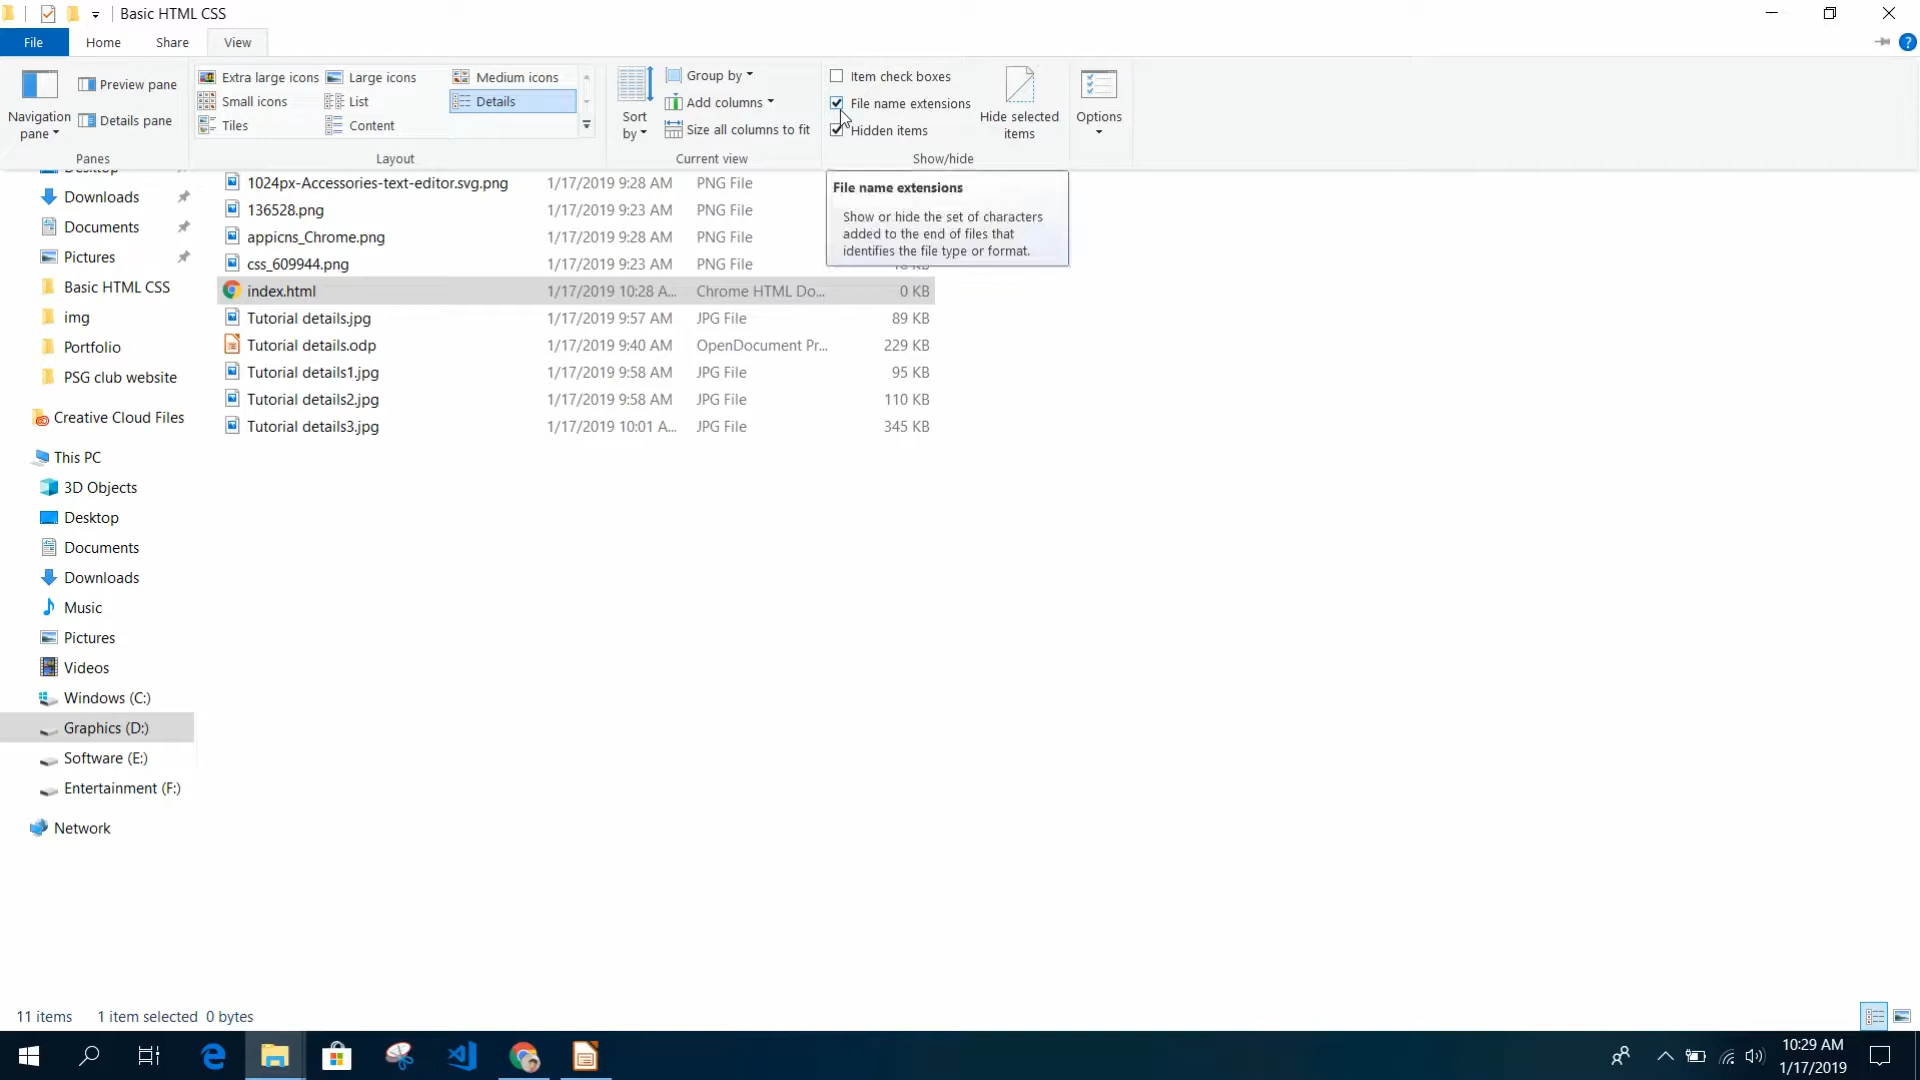 Basic HTML CSS
File Home Share View
Navigation pane
Preview pane
Details pane
Panes
Extra large icons Large icons Medium icons
Small icons List Details
Tiles Content
Layout
Sort by
Group by
Add columns
Size all columns to fit
Current view
Item check boxes
File name extensions
Hidden items
Hide selected items
Show/hide
Options
File name extensions
Show or hide the set of characters
added to the end of files that
identifies the file type or format.
Desktop
Downloads
Documents
Pictures
Basic HTML CSS
img
Portfolio
PSG club website
Creative Cloud Files
This PC
3D Objects
Desktop
Documents
Downloads
Music
Pictures
Videos
Windows (C:)
Graphics (D:)
Software (E:)
Entertainment (F:)
Network
1024px-Accessories-text-editor.svg.png 1/17/2019 9:28 AM PNG File
136528.png 1/17/2019 9:23 AM PNG File
appicns_Chrome.png 1/17/2019 9:28 AM PNG File
css_609944.png 1/17/2019 9:23 AM PNG File KB
index.html 1/17/2019 10:28 A... Chrome HTML Do... 0 KB
Tutorial details.jpg 1/17/2019 9:57 AM JPG File 89 KB
Tutorial details.odp 1/17/2019 9:40 AM OpenDocument Pr... 229 KB
Tutorial details1.jpg 1/17/2019 9:58 AM JPG File 95 KB
Tutorial details2.jpg 1/17/2019 9:58 AM JPG File 110 KB
Tutorial details3.jpg 1/17/2019 10:01 A... JPG File 345 KB
11 items 1 item selected 0 bytes
10:29 AM
1/17/2019